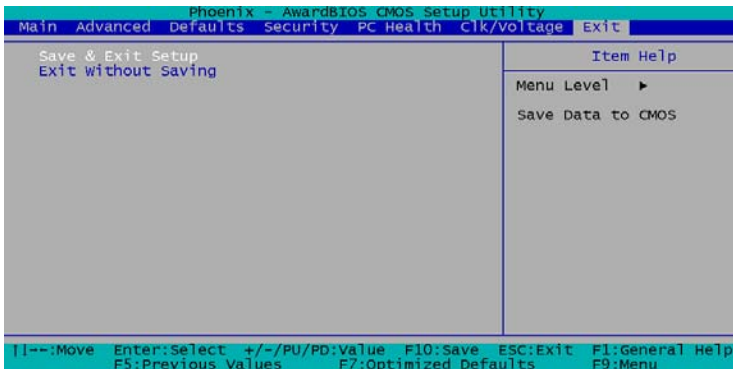 Phoenix - AwardBIOS CMOS Setup Utility
Main Advanced Defaults Security PC Health Clk/Voltage Exit
Save & Exit Setup
Exit Without Saving
Item Help
Menu Level ►
Save Data to CMOS
:Move Enter:Select +/-/PU/PD:Value F10:Save ESC:Exit F1:General Help
F5:Previous Values F7:Optimized Defaults F9:Menu